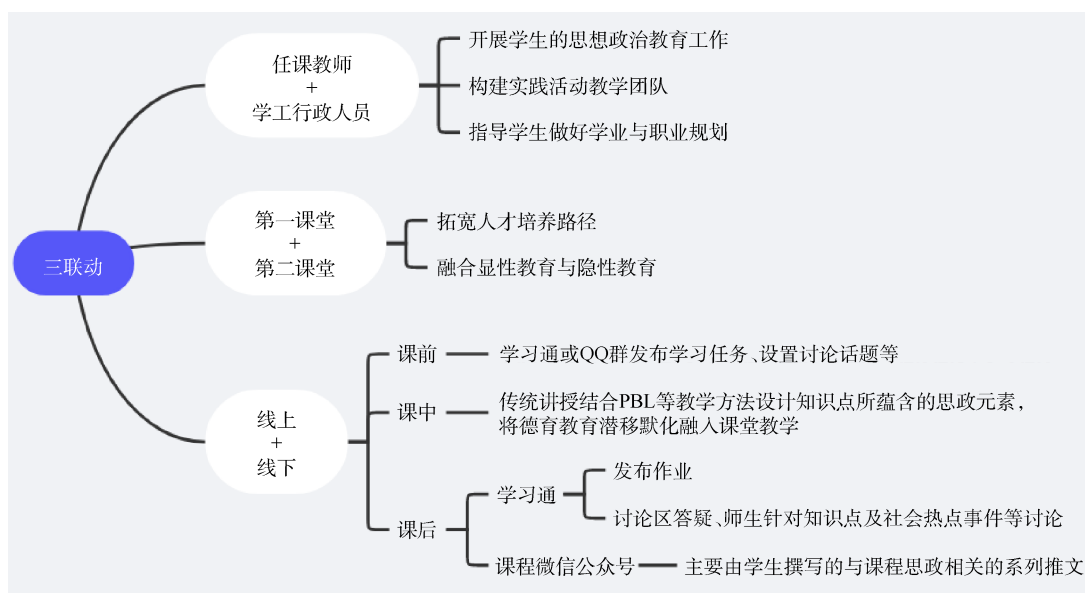 三联动
任课教师
+
学工行政人员
开展学生的思想政治教育工作
构建实践活动教学团队
指导学生做好学业与职业规划
第一课堂
+
第二课堂
拓宽人才培养路径
融合显性教育与隐性教育
线上
+
线下
课前
学习通或QQ群发布学习任务、设置讨论话题等
课中
传统讲授结合PBL等教学方法设计知识点所蕴含的思政元素，
将德育教育潜移默化融入课堂教学
课后
学习通
发布作业
讨论区答疑、师生针对知识点及社会热点事件等讨论
课程微信公众号
主要由学生撰写的与课程思政相关的系列推文